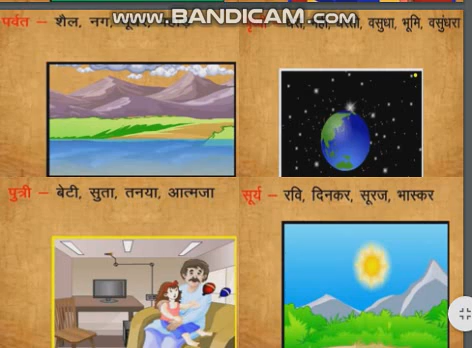 www.BANDICAM.com
पर्वत – शैल, नग,
वसुधा, भूमि, वसुंधरा
पुत्री – बेटी, सुता, तनया, आत्मजा
सूर्य – रवि, दिनकर, सूरज, भास्कर